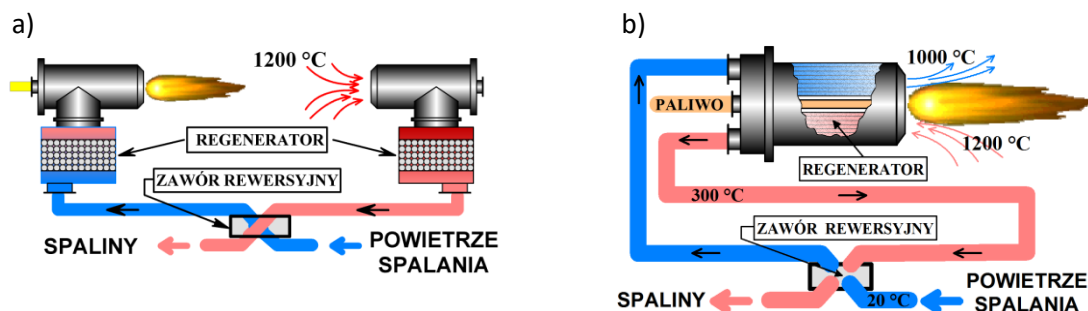 a)
1200 °C
REGENERATOR
ZAWÓR REWERSYJNY
SPALINY
POWIETRZE
SPALANIA
b)
1000 °C
PALIWO
1200 °C
REGENERATOR
300 °C
ZAWÓR REWERSYJNY
SPALINY
20 °C
POWIETRZE
SPALANIA